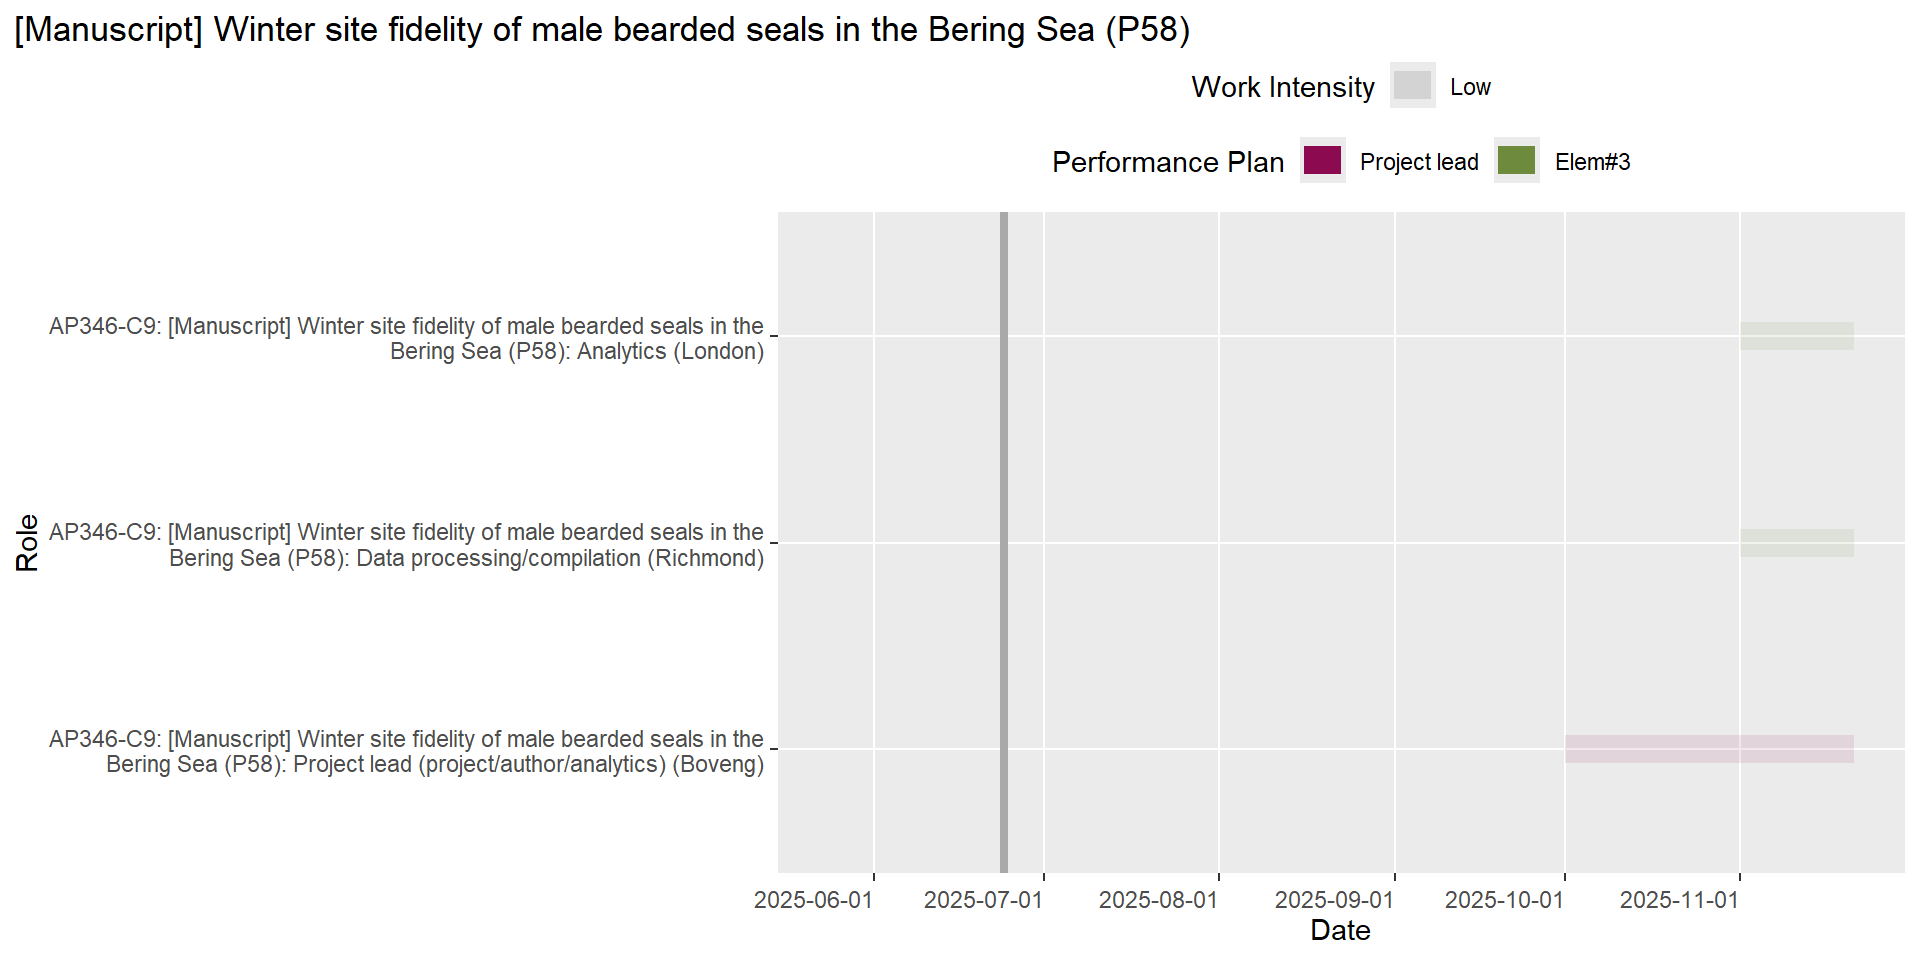 [Manuscript] Winter site fidelity of male bearded seals in the Bering Sea (P58)
Work Intensity Low
Performance Plan Project lead Elem#3
AP346-C9: [Manuscript] Winter site fidelity of male bearded seals in the
Bering Sea (P58): Analytics (London)
AP346-C9: [Manuscript] Winter site fidelity of male bearded seals in the
Bering Sea (P58): Data processing/compilation (Richmond)
AP346-C9: [Manuscript] Winter site fidelity of male bearded seals in the
Bering Sea (P58): Project lead (project/author/analytics) (Boveng)
Role
2025-06-01 2025-07-01 2025-08-01 2025-09-01 2025-10-01 2025-11-01
Date